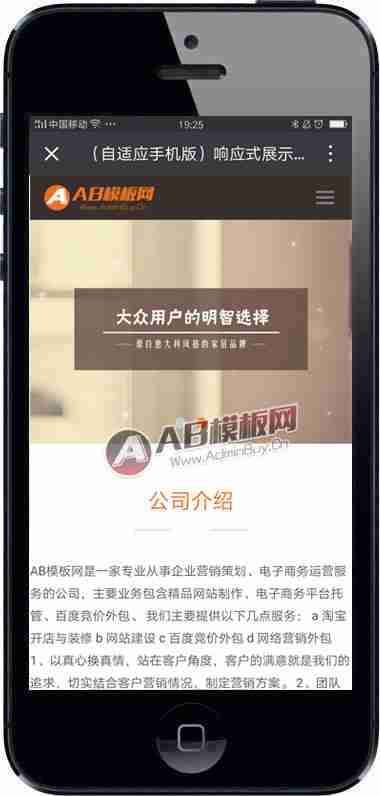 中国移动
19:25
（自适应手机版）响应式展示...
AB模板网
Www.AdminBuy.Cn
大众用户的明智选择
源自意大利风格的家居品牌
AB模板网
Www.AdminBuy.Cn
公司介绍
AB模板网是一家专业从事企业营销策划、电子商务运营服
务的公司，主要业务包含精品网站制作、电子商务平台托
管、百度竞价外包、我们主要提供以下几点服务： a 淘宝
开店与装修 b 网站建设 c 百度竞价外包 d 网络营销外包
1、以真心换真情，站在客户角度，客户的满意就是我们的
追求，切实结合客户营销情况，制定营销方案。 2、团队